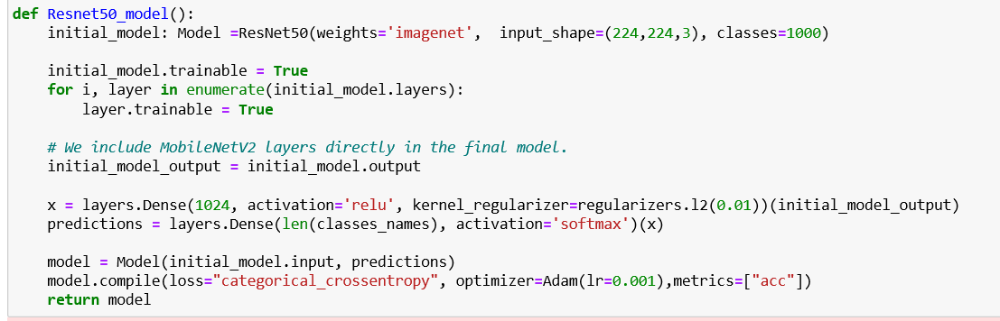 def Resnet50_model():
    initial_model: Model =ResNet50(weights='imagenet',  input_shape=(224,224,3), classes=1000)
    initial_model.trainable = True
    for i, layer in enumerate(initial_model.layers):
        layer.trainable = True
    # We include MobileNetV2 layers directly in the final model.
    initial_model_output = initial_model.output
    x = layers.Dense(1024, activation='relu', kernel_regularizer=regularizers.l2(0.01))(initial_model_output)
    predictions = layers.Dense(len(classes_names), activation='softmax')(x)
    model = Model(initial_model.input, predictions)
    model.compile(loss="categorical_crossentropy", optimizer=Adam(lr=0.001),metrics=["acc"])
    return model